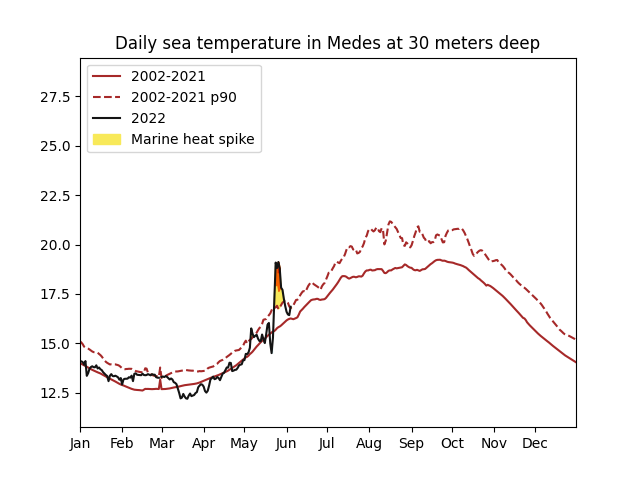 Daily sea temperature in Medes at 30 meters deep
2002-2021
2002-2021 p90
2022
Marine heat spike
27.5
25.0
22.5
20.0
17.5
15.0
12.5
Jan Feb Mar Apr May Jun Jul Aug Sep Oct Nov Dec